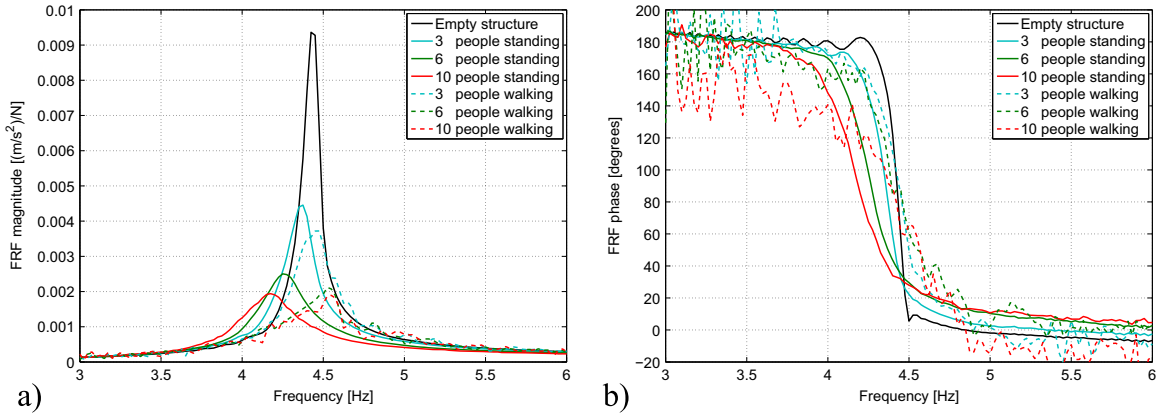 0.01
0.009
0.008
0.007
0.006
0.005
0.004
0.003
0.002
0.001
0
FRF magnitude [(m/s²)/N]
3
3.5
4
4.5
5
5.5
6
Frequency [Hz]
a)
Empty structure
3 people standing
6 people standing
10 people standing
3 people walking
6 people walking
10 people walking
200
180
160
140
120
100
80
60
40
20
0
−20
FRF phase [degrees]
3
3.5
4
4.5
5
5.5
6
Frequency [Hz]
b)
Empty structure
3 people standing
6 people standing
10 people standing
3 people walking
6 people walking
10 people walking